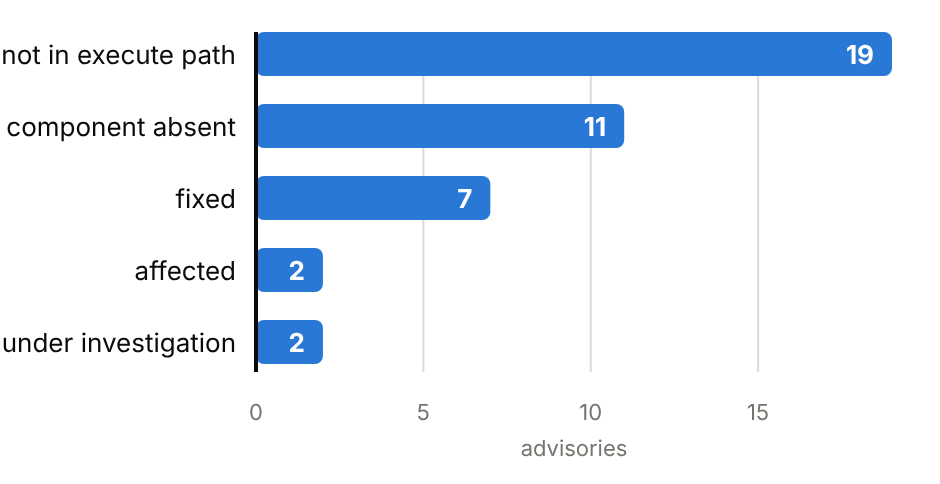 not in execute path
19
component absent
11
fixed
7
affected
2
under investigation
2
0 5 10 15
advisories